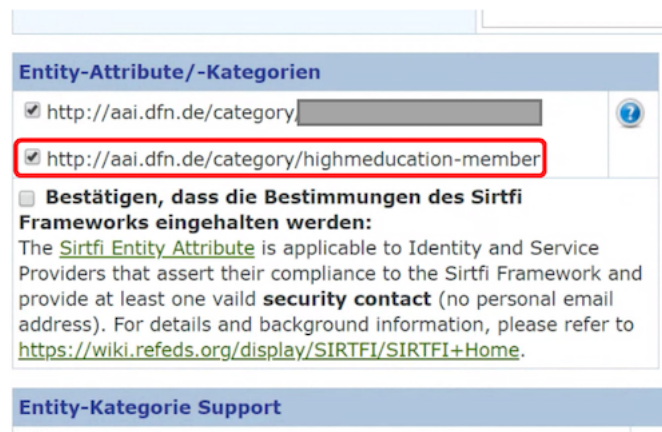 Entity-Attribute/-Kategorien
http://aai.dfn.de/category/
http://aai.dfn.de/category/highmeducation-member
Bestätigen, dass die Bestimmungen des Sirtfi
Frameworks eingehalten werden:
The Sirtfi Entity Attribute is applicable to Identity and Service
Providers that assert their compliance to the Sirtfi Framework and
provide at least one vaild security contact (no personal email
address). For details and background information, please refer to
https://wiki.refeds.org/display/SIRTFI/SIRTFI+Home.
Entity-Kategorie Support